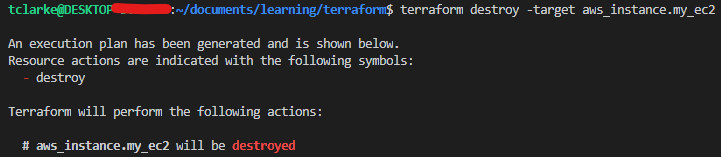 tclarke@DESKTOP :~/documents/learning/terraform$ terraform destroy -target aws_instance.my_ec2
An execution plan has been generated and is shown below.
Resource actions are indicated with the following symbols:
- destroy
Terraform will perform the following actions:
# aws_instance.my_ec2 will be destroyed